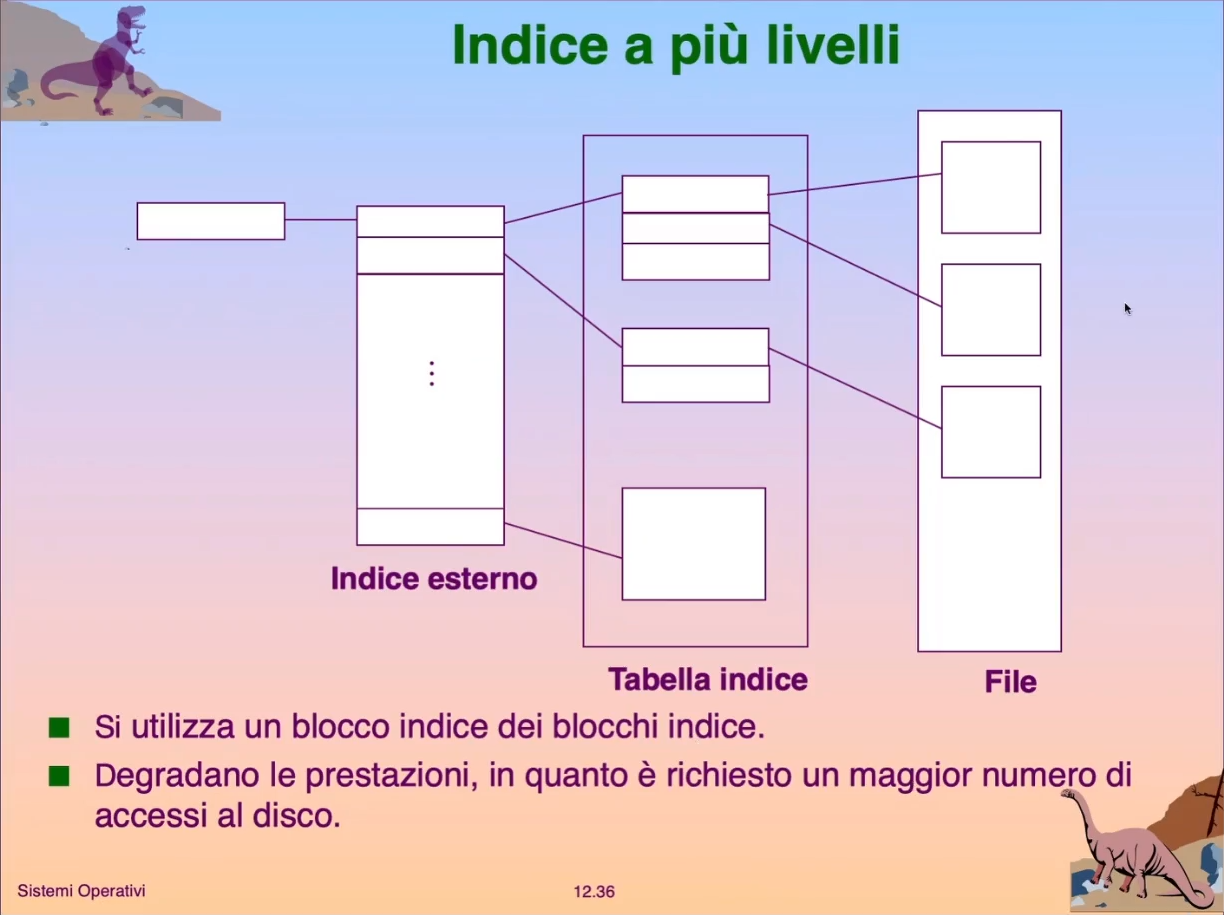 Indice a più livelli
Indice esterno
Tabella indice
File
Si utilizza un blocco indice dei blocchi indice.
Degradano le prestazioni, in quanto è richiesto un maggior numero di
accessi al disco.
Sistemi Operativi
12.36